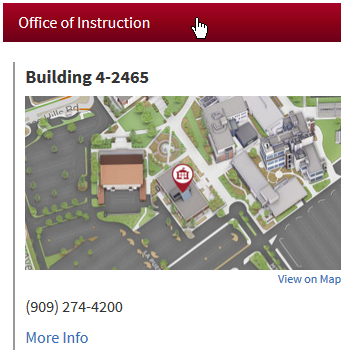 Office of Instruction
Building 4-2465
View on Map
(909) 274-4200
More Info